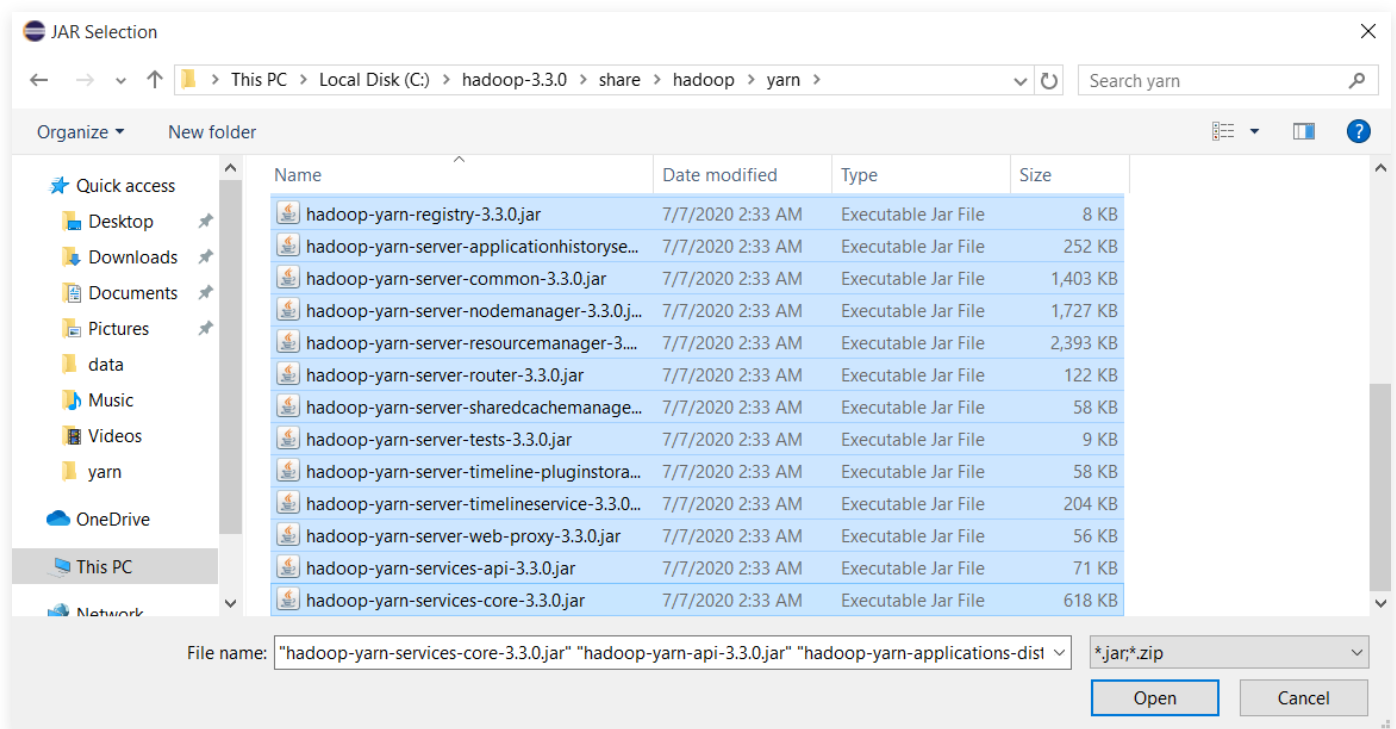 JAR Selection
This PC > Local Disk (C:) > hadoop-3.3.0 > share > hadoop > yarn >
Search yarn
Organize
New folder
?
Name
Date modified
Type
Size
Quick access
Desktop
Downloads
Documents
Pictures
data
Music
Videos
yarn
OneDrive
This PC
Network
hadoop-yarn-registry-3.3.0.jar 7/7/2020 2:33 AM Executable Jar File 8 KB
hadoop-yarn-server-applicationhistoryse... 7/7/2020 2:33 AM Executable Jar File 252 KB
hadoop-yarn-server-common-3.3.0.jar 7/7/2020 2:33 AM Executable Jar File 1,403 KB
hadoop-yarn-server-nodemanager-3.3.0.j... 7/7/2020 2:33 AM Executable Jar File 1,727 KB
hadoop-yarn-server-resourcemanager-3.... 7/7/2020 2:33 AM Executable Jar File 2,393 KB
hadoop-yarn-server-router-3.3.0.jar 7/7/2020 2:33 AM Executable Jar File 122 KB
hadoop-yarn-server-sharedcachemanage... 7/7/2020 2:33 AM Executable Jar File 58 KB
hadoop-yarn-server-tests-3.3.0.jar 7/7/2020 2:33 AM Executable Jar File 9 KB
hadoop-yarn-server-timeline-pluginstora... 7/7/2020 2:33 AM Executable Jar File 58 KB
hadoop-yarn-server-timelineservice-3.3.0... 7/7/2020 2:33 AM Executable Jar File 204 KB
hadoop-yarn-server-web-proxy-3.3.0.jar 7/7/2020 2:33 AM Executable Jar File 56 KB
hadoop-yarn-services-api-3.3.0.jar 7/7/2020 2:33 AM Executable Jar File 71 KB
hadoop-yarn-services-core-3.3.0.jar 7/7/2020 2:33 AM Executable Jar File 618 KB
File name: "hadoop-yarn-services-core-3.3.0.jar" "hadoop-yarn-api-3.3.0.jar" "hadoop-yarn-applications-dist
*.jar;*.zip
Open
Cancel